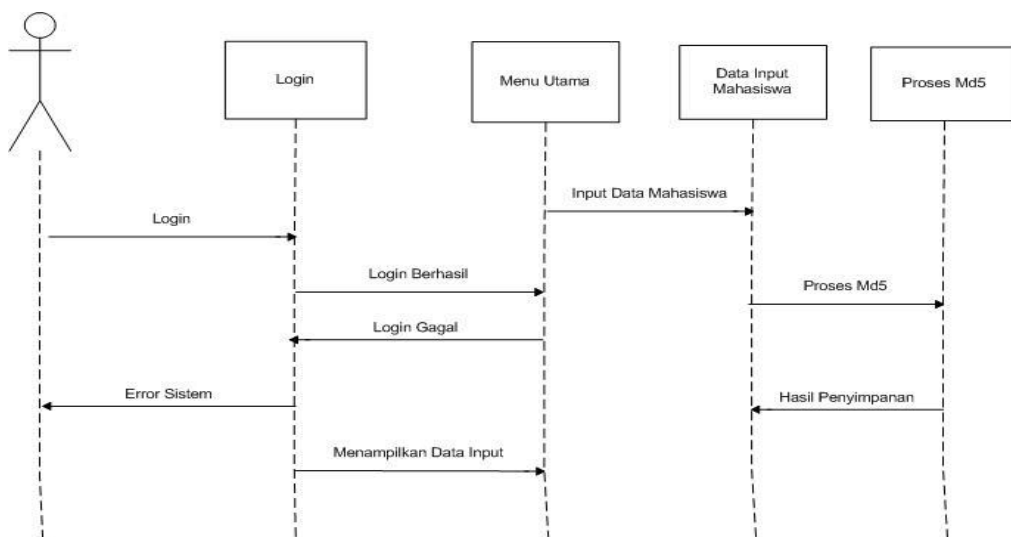 Login
Menu Utama
Data Input
Mahasiswa
Proses Md5
Input Data Mahasiswa
Login
Login Berhasil
Proses Md5
Login Gagal
Error Sistem
Hasil Penyimpanan
Menampilkan Data Input